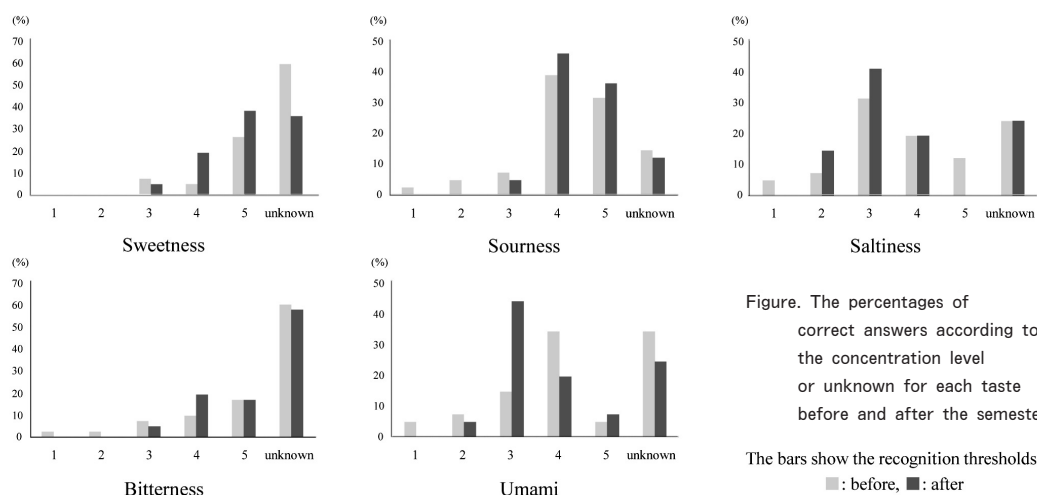 (%)
70
60
50
40
30
20
10
0
1 2 3 4 5 unknown
Sweetness
(%)
50
40
30
20
10
0
1 2 3 4 5 unknown
Sourness
(%)
50
40
30
20
10
0
1 2 3 4 5 unknown
Saltiness
(%)
70
60
50
40
30
20
10
0
1 2 3 4 5 unknown
Bitterness
(%)
50
40
30
20
10
0
1 2 3 4 5 unknown
Umami
Figure. The percentages of
correct answers according to
the concentration level
or unknown for each taste
before and after the semeste
The bars show the recognition thresholds
: before, : after